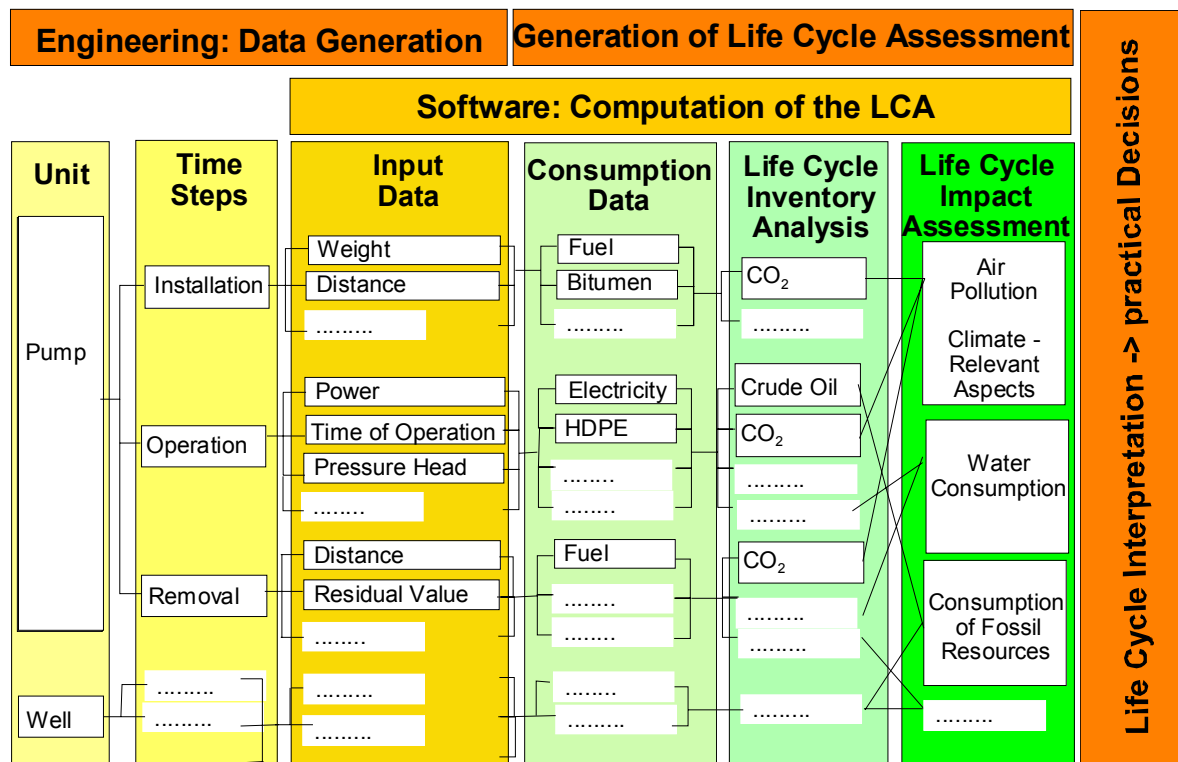 Engineering: Data Generation
Generation of Life Cycle Assessment
Software: Computation of the LCA
Unit
Pump
Well
Time
Steps
Installation
Operation
Removal
.........
.........
Input
Data
Weight
Distance
.........
Power
Time of Operation
Pressure Head
........
Distance
Residual Value
.........
.........
.........
Consumption
Data
Fuel
Bitumen
.........
Electricity
HDPE
........
........
Fuel
.........
.........
.........
.........
Life Cycle
Inventory
Analysis
CO₂
.........
Crude Oil
CO₂
.........
.........
CO₂
.........
.........
.........
Life Cycle
Impact
Assessment
Air
Pollution
Climate -
Relevant
Aspects
Water
Consumption
Consumption
of Fossil
Resources
.........
Life Cycle Interpretation -> practical Decisions